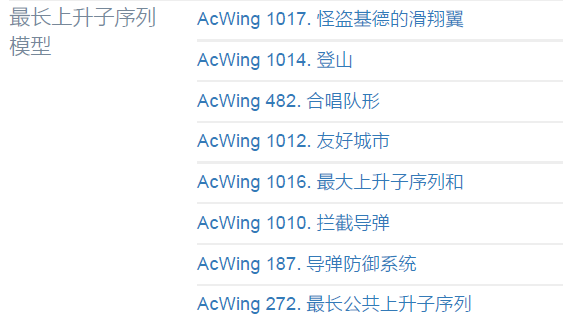 最长上升子序列
模型
AcWing 1017. 怪盗基德的滑翔翼
AcWing 1014. 登山
AcWing 482. 合唱队形
AcWing 1012. 友好城市
AcWing 1016. 最大上升子序列和
AcWing 1010. 拦截导弹
AcWing 187. 导弹防御系统
AcWing 272. 最长公共上升子序列